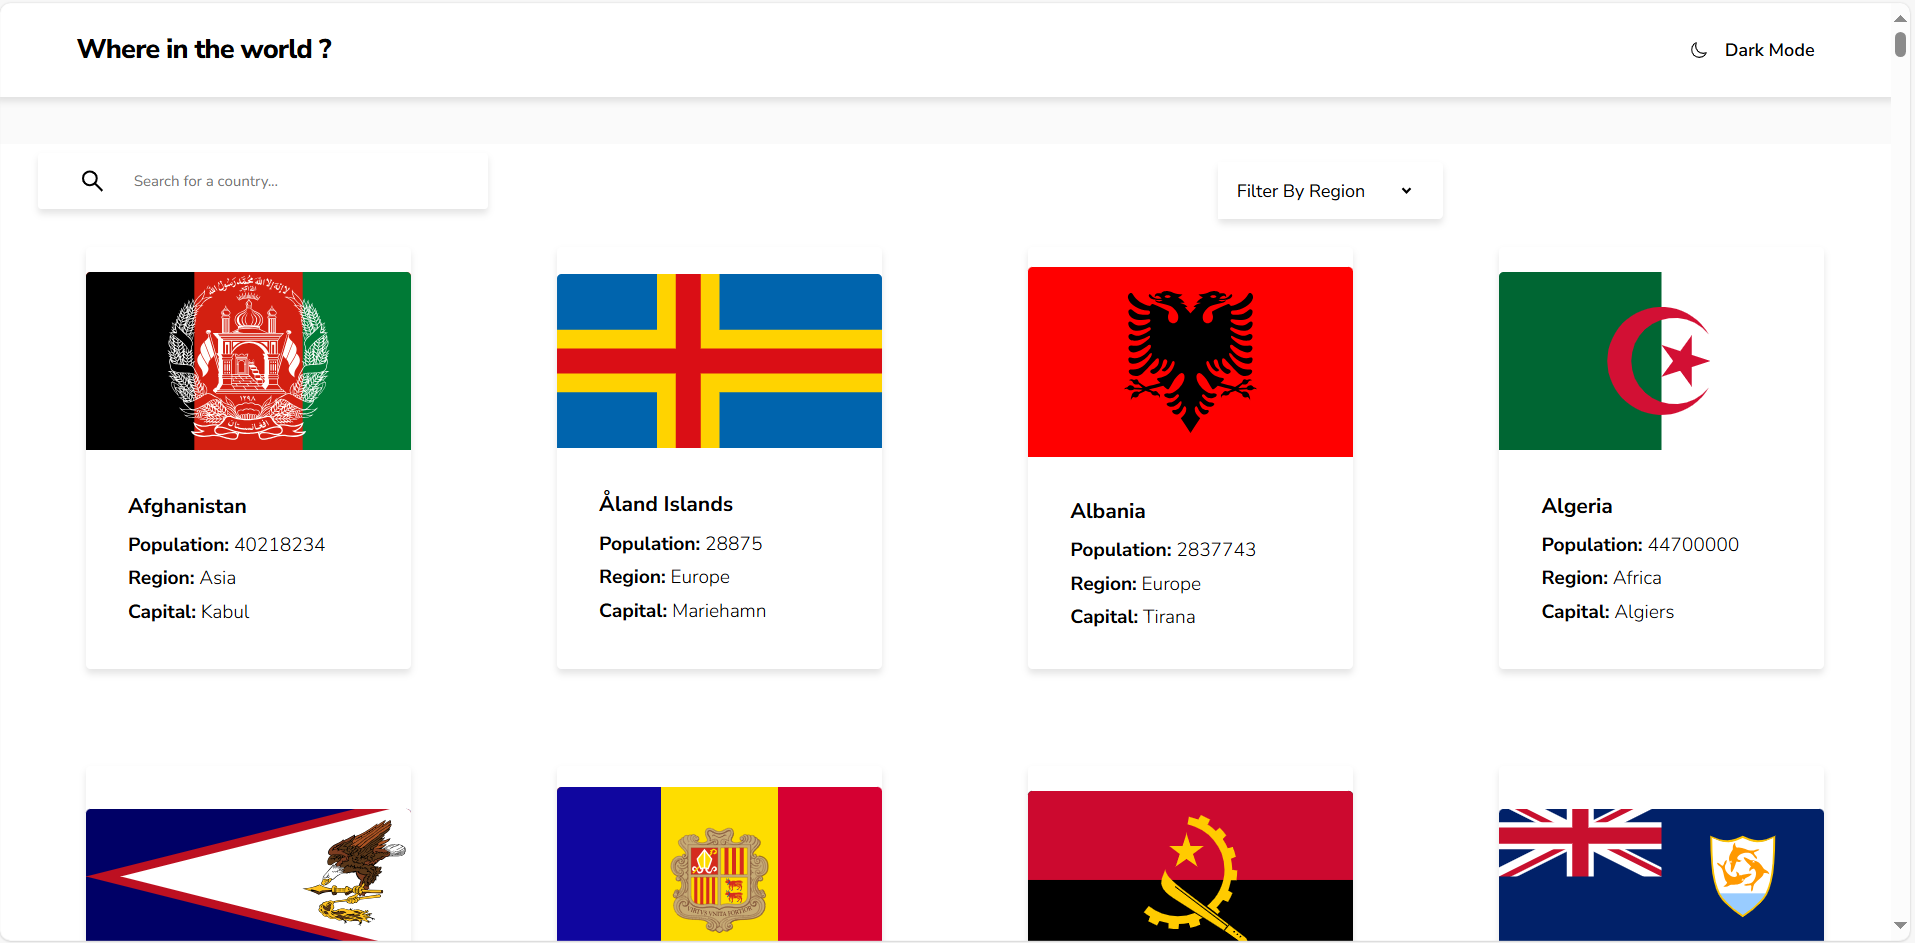 Where in the world ?
Dark Mode
Search for a country...
Filter By Region
Afghanistan
Population: 40218234
Region: Asia
Capital: Kabul
Åland Islands
Population: 28875
Region: Europe
Capital: Mariehamn
Albania
Population: 2837743
Region: Europe
Capital: Tirana
Algeria
Population: 44700000
Region: Africa
Capital: Algiers